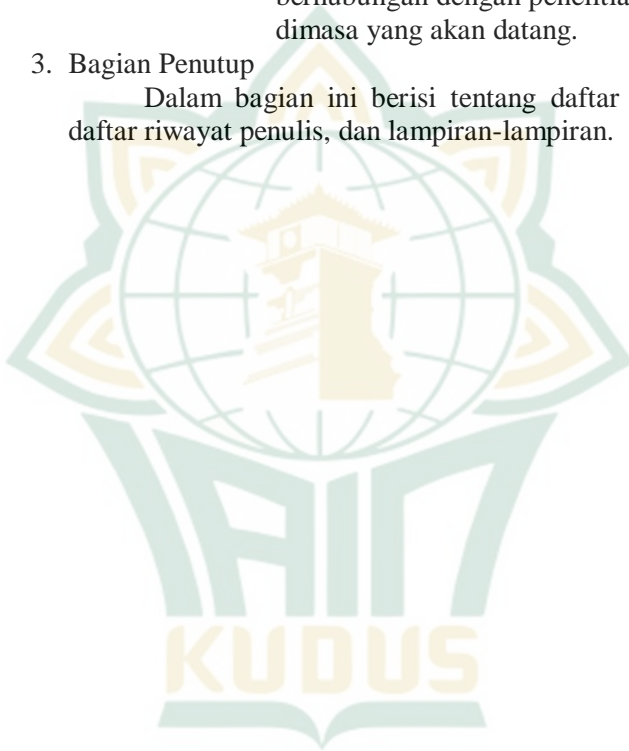 berhubungan dengan penelitia
dimasa yang akan datang.
3. Bagian Penutup
Dalam bagian ini berisi tentang daftar
daftar riwayat penulis, dan lampiran-lampiran.
IAIN
KUDUS